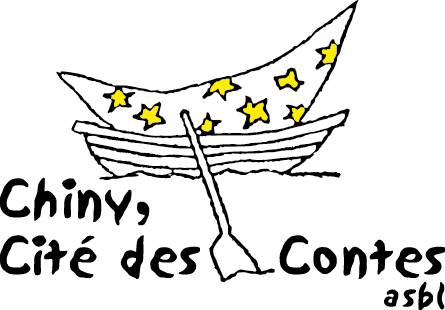 Chiny,
Cité des Contes
asbl